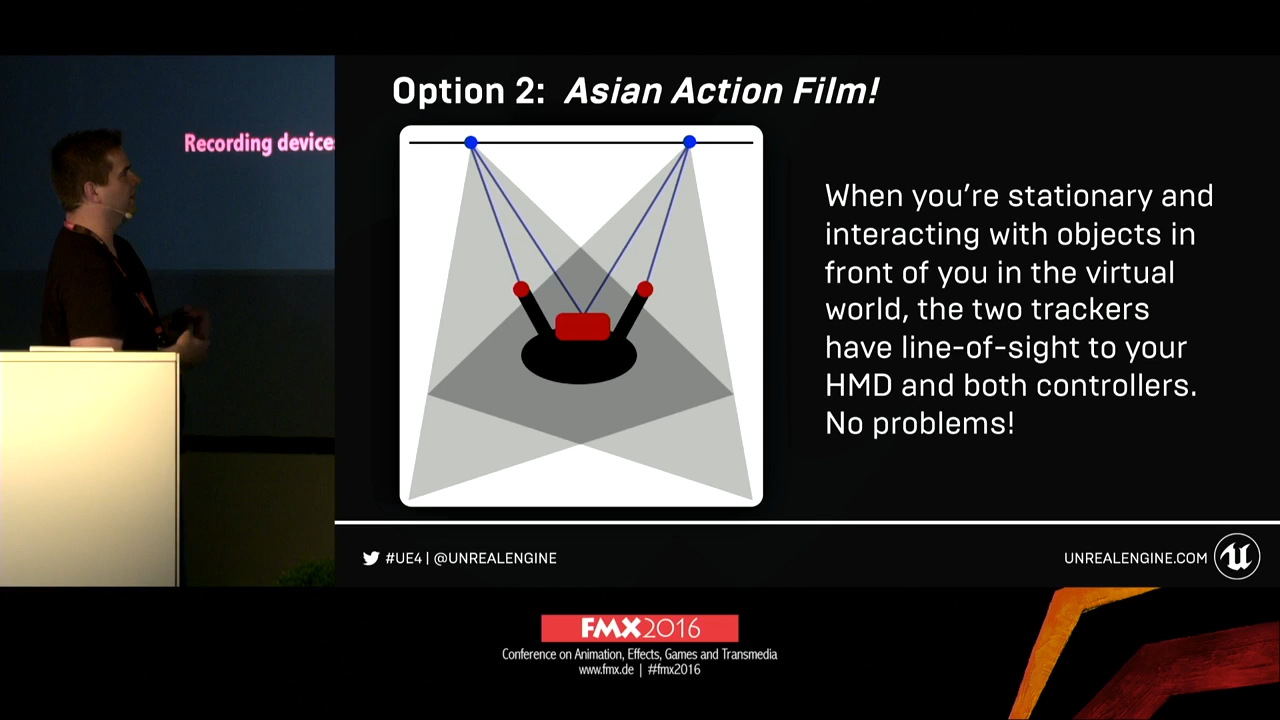 Recording device
Option 2: Asian Action Film!
When you're stationary and
interacting with objects in
front of you in the virtual
world, the two trackers
have line-of-sight to your
HMD and both controllers.
No problems!
#UE4 | @UNREALENGINE
UNREALENGINE.COM
FMX2016
Conference on Animation, Effects, Games and Transmedia
www.fmx.de | #fmx2016